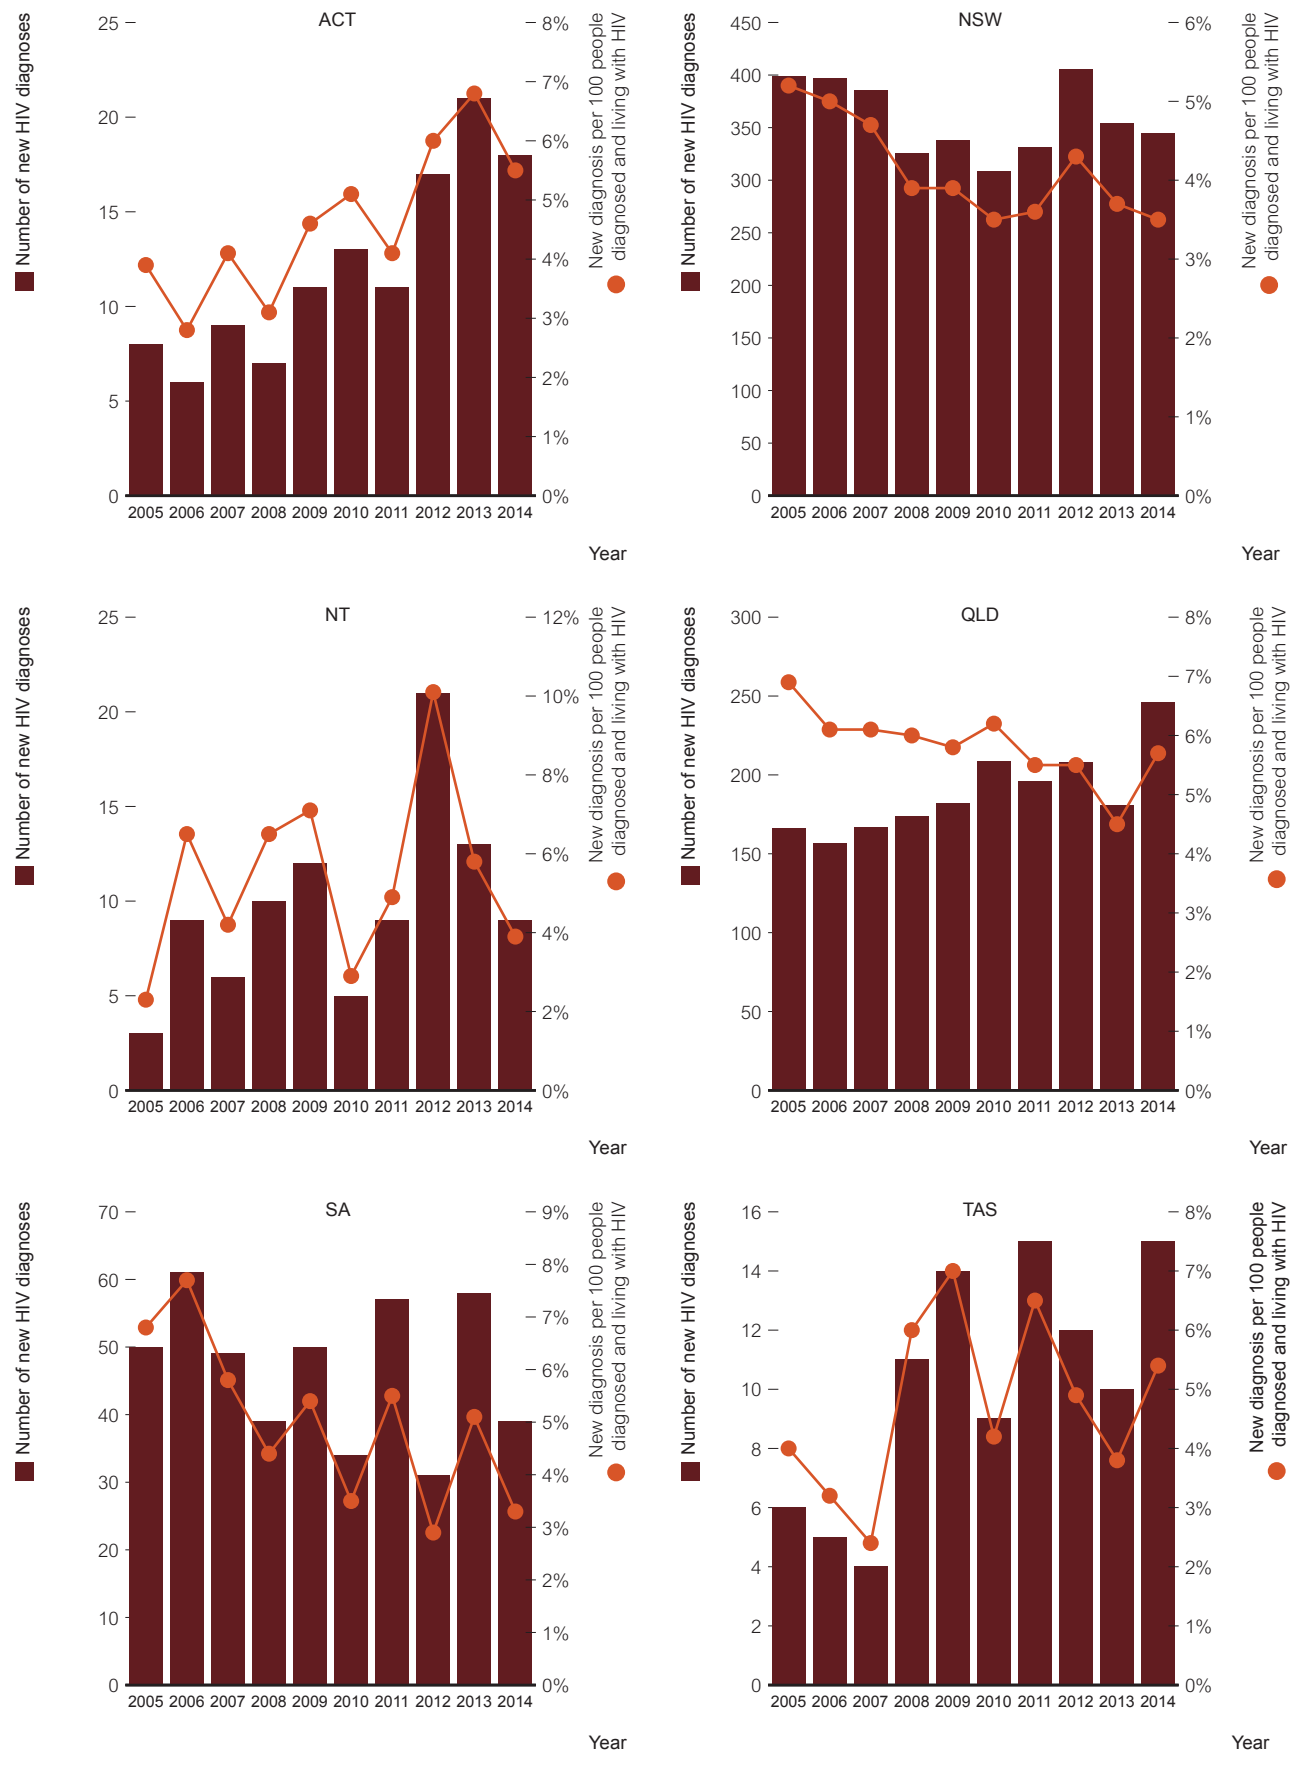 ACT
Number of new HIV diagnoses
25
20
15
10
5
0
8%
7%
6%
5%
4%
3%
2%
1%
0%
New diagnosis per 100 people
diagnosed and living with HIV
2005 2006 2007 2008 2009 2010 2011 2012 2013 2014
Year
NSW
Number of new HIV diagnoses
450
400
350
300
250
200
150
100
50
0
6%
5%
4%
3%
2%
1%
0%
New diagnosis per 100 people
diagnosed and living with HIV
2005 2006 2007 2008 2009 2010 2011 2012 2013 2014
Year
NT
Number of new HIV diagnoses
25
20
15
10
5
0
12%
10%
8%
6%
4%
2%
0%
New diagnosis per 100 people
diagnosed and living with HIV
2005 2006 2007 2008 2009 2010 2011 2012 2013 2014
Year
QLD
Number of new HIV diagnoses
300
250
200
150
100
50
0
8%
7%
6%
5%
4%
3%
2%
1%
0%
New diagnosis per 100 people
diagnosed and living with HIV
2005 2006 2007 2008 2009 2010 2011 2012 2013 2014
Year
SA
Number of new HIV diagnoses
70
60
50
40
30
20
10
0
9%
8%
7%
6%
5%
4%
3%
2%
1%
0%
New diagnosis per 100 people
diagnosed and living with HIV
2005 2006 2007 2008 2009 2010 2011 2012 2013 2014
Year
TAS
Number of new HIV diagnoses
16
14
12
10
8
6
4
2
0
8%
7%
6%
5%
4%
3%
2%
1%
0%
New diagnosis per 100 people
diagnosed and living with HIV
2005 2006 2007 2008 2009 2010 2011 2012 2013 2014
Year